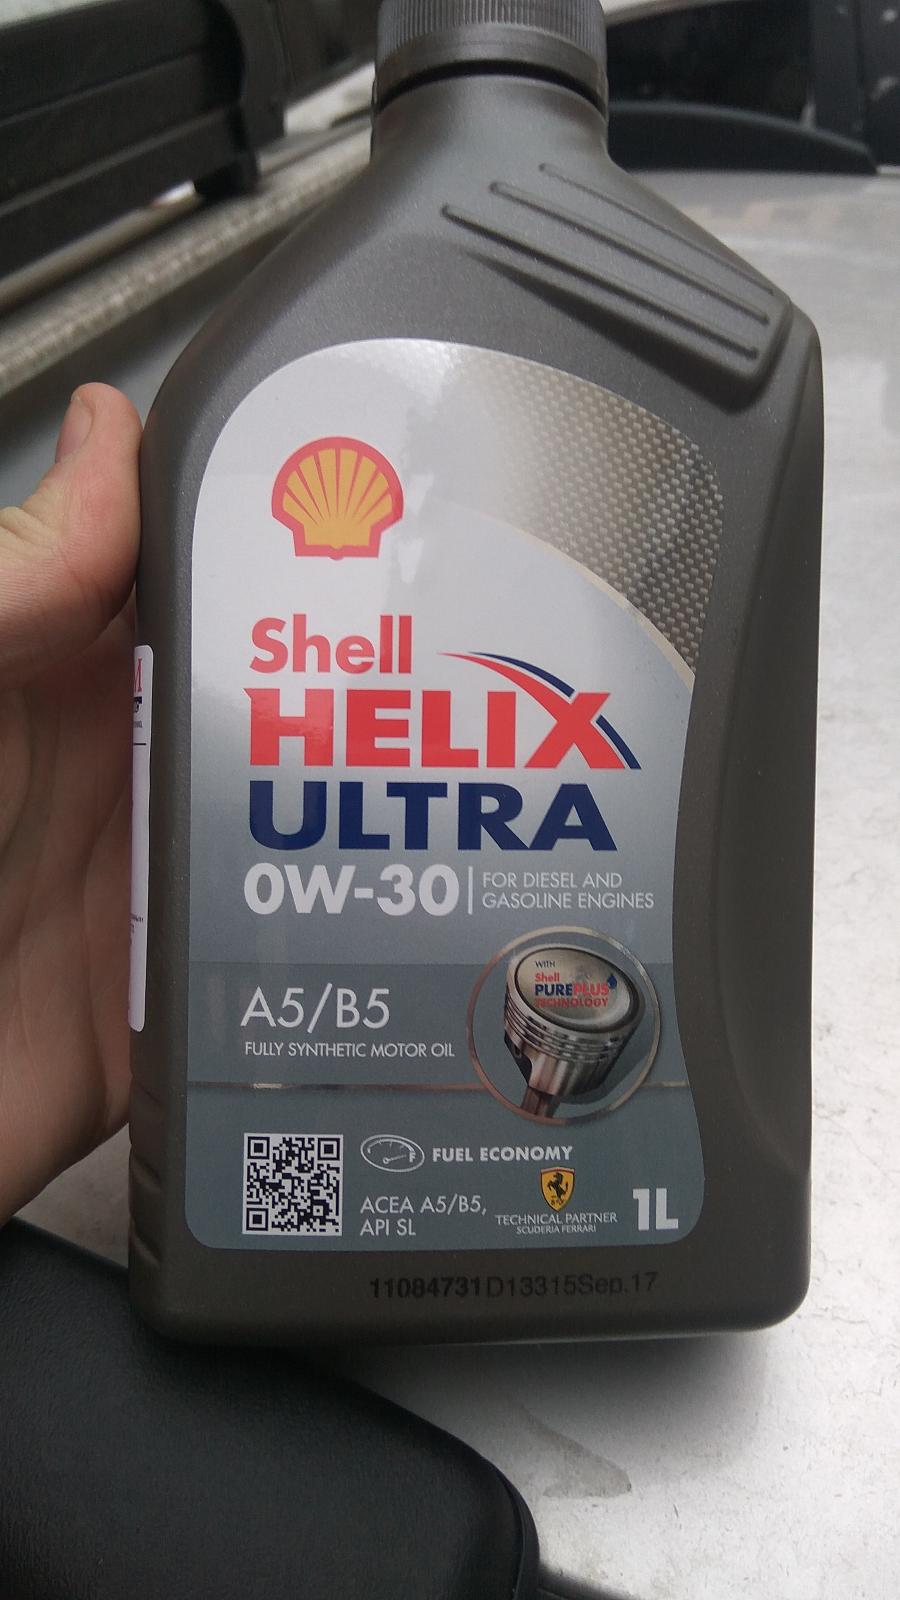 Shell
HELIX
ULTRA
0W-30
FOR DIESEL AND
GASOLINE ENGINES
WITH
Shell
PUREPLUS
TECHNOLOGY
A5/B5
FULLY SYNTHETIC MOTOR OIL
FUEL ECONOMY
ACEA A5/B5,
API SL
TECHNICAL PARTNER
SCUDERIA FERRARI
1L
11084731D13315Sep.17